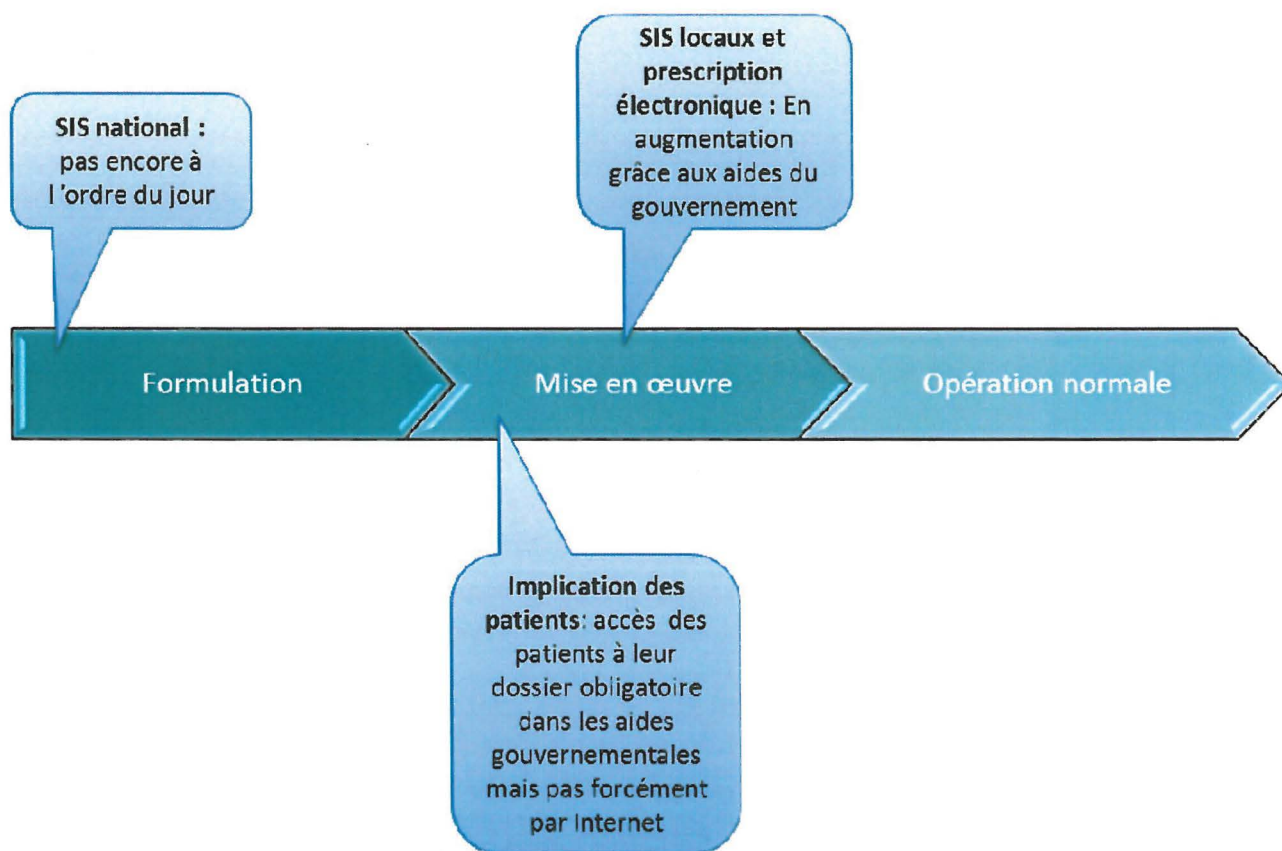 SIS locaux et
prescription
électronique : En
augmentation
grâce aux aides du
gouvernement
SIS national :
pas encore à
l 'ordre du jour
Formulation
Mise en œuvre
Opération normale
Implication des
patients: accès des
patients à leur
dossier obligatoire
dans les aides
gouvernementales
mais pas forcément
par Internet